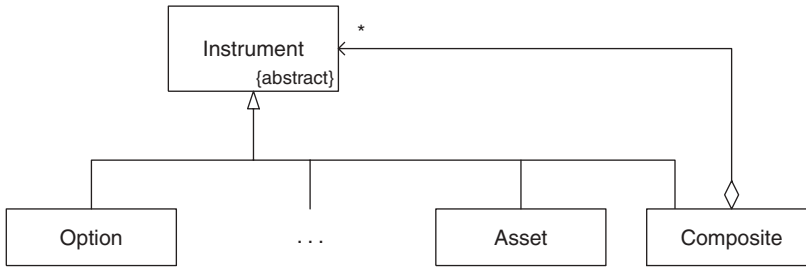 *
Instrument
{abstract}
Option
...
Asset
Composite